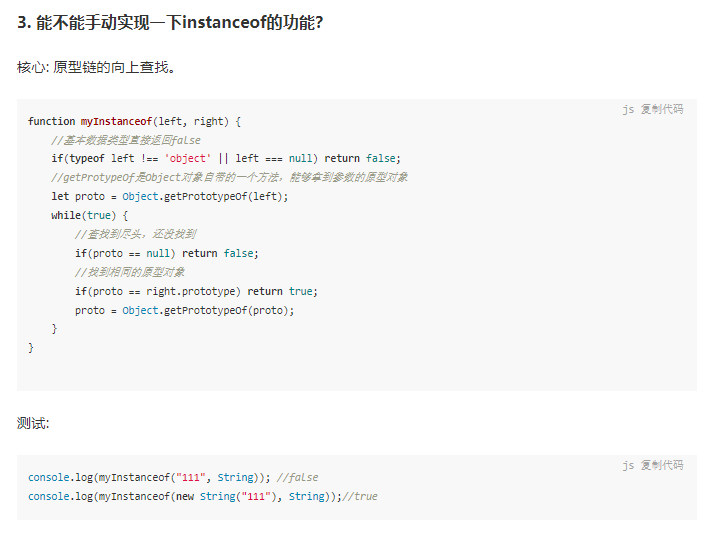 3. 能不能手动实现一下instanceof的功能?
核心: 原型链的向上查找。
js 复制代码
function myInstanceof(left, right) {
//基本数据类型直接返回false
if(typeof left !== 'object' || left === null) return false;
//getProtypeOf是Object对象自带的一个方法，能够拿到参数的原型对象
let proto = Object.getPrototypeOf(left);
while(true) {
//查找到尽头，还没找到
if(proto == null) return false;
//找到相同的原型对象
if(proto == right.prototype) return true;
proto = Object.getPrototypeOf(proto);
}
}
测试:
js 复制代码
console.log(myInstanceof("111", String)); //false
console.log(myInstanceof(new String("111"), String));//true